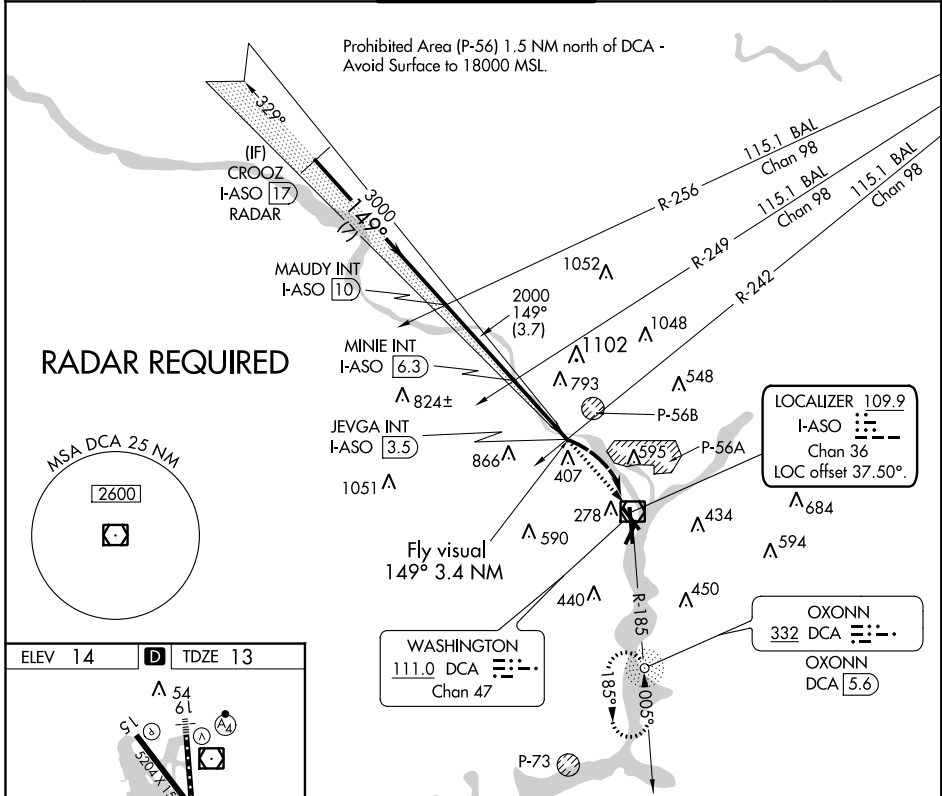 Prohibited Area (P-56) 1.5 NM north of DCA -
Avoid Surface to 18000 MSL.
329°
(IF)
CROOZ
I-ASO 17
RADAR
3000
149°
(7)
115.1 BAL
Chan 98
R-256
115.1 BAL
Chan 98
R-249
115.1 BAL
Chan 98
R-242
MAUDY INT
I-ASO 10
1052
2000
149°
(3.7)
1048
1102
RADAR REQUIRED
MINIE INT
I-ASO 6.3
793
548
824±
P-56B
LOCALIZER 109.9
I-ASO
Chan 36
LOC offset 37.50°.
JEVGA INT
I-ASO 3.5
866
407
595
P-56A
MSA DCA 25 NM
2600
1051
278
434
684
590
594
Fly visual
149° 3.4 NM
440
450
R-185
WASHINGTON
111.0 DCA
Chan 47
OXONN
332 DCA
OXONN
DCA 5.6
185°
005°
P-73
ELEV 14
D
TDZE 13
54
19
15
A4
P
V
5204 X 15